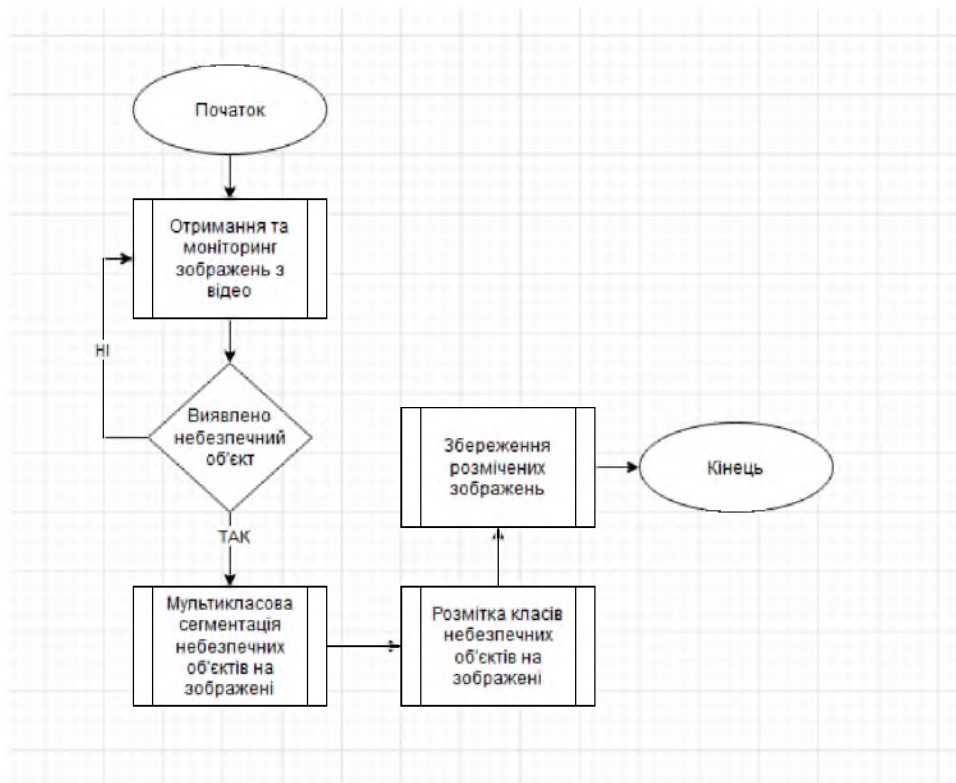 Початок
Отримання та
моніторинг
зображень з
відео
НІ
Виявлено
небезпечний
об'єкт
ТАК
Мультикласова
сегментація
небезпечних
об'єктів на
зображені
Розмітка класів
небезпечних
об'єктів на
зображені
Збереження
розмічених
зображень
Кінець